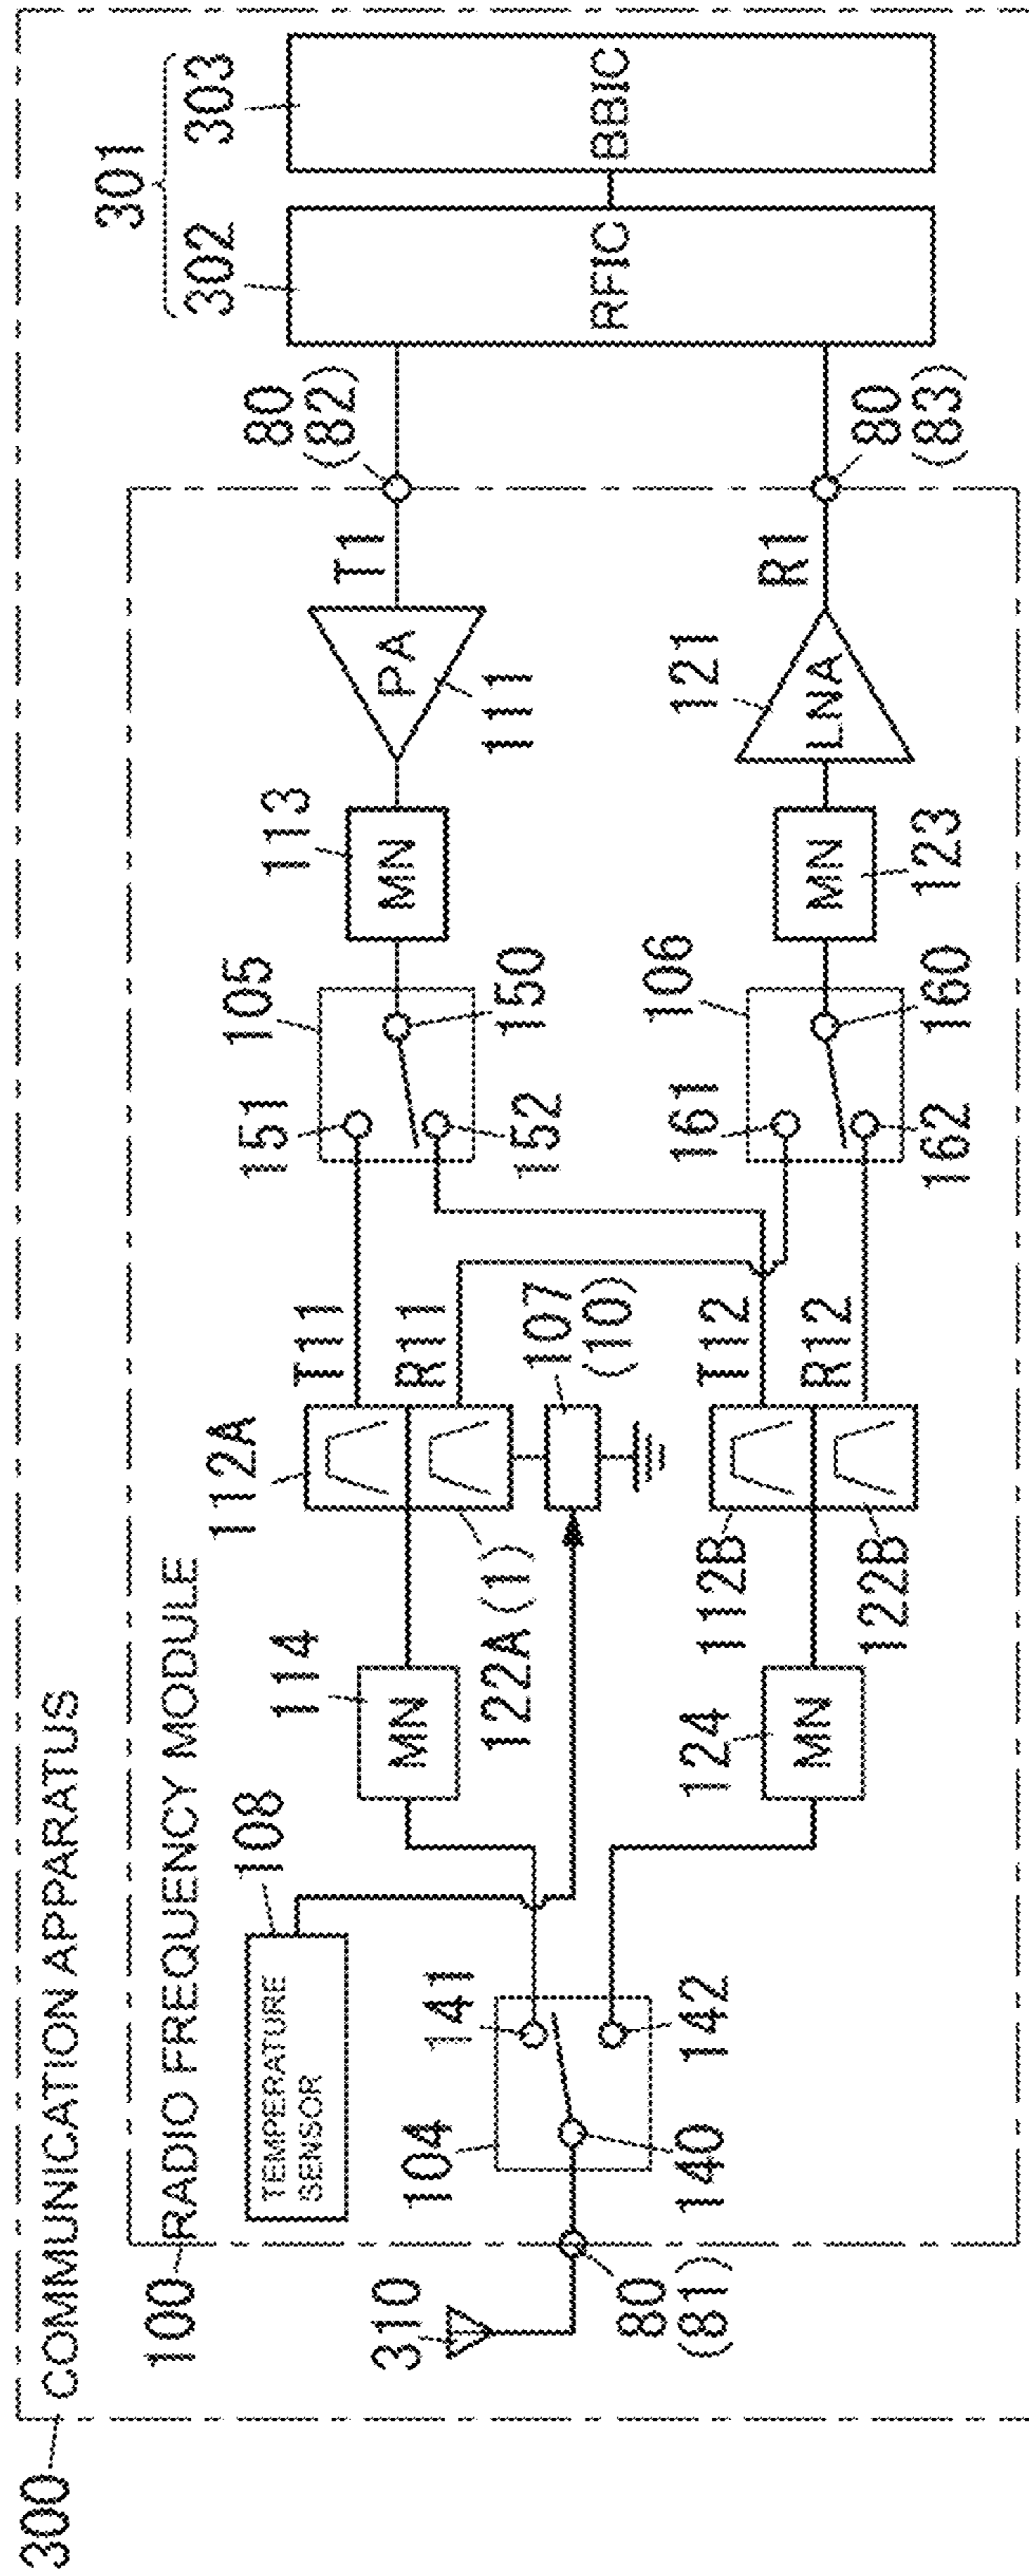 300
COMMUNICATION APPARATUS
100
RADIO FREQUENCY MODULE
301
302
303
TEMPERATURE
SENSOR
108
114
MN
112A
T11
R11
151
105
150
152
113
MN
PA
111
T1
80
(82)
RFIC
BBIC
310
80
(81)
104
140
141
142
122A (1)
107
(10)
124
MN
112B
122B
T12
R12
161
106
160
162
MN
123
121
LNA
R1
80
(83)